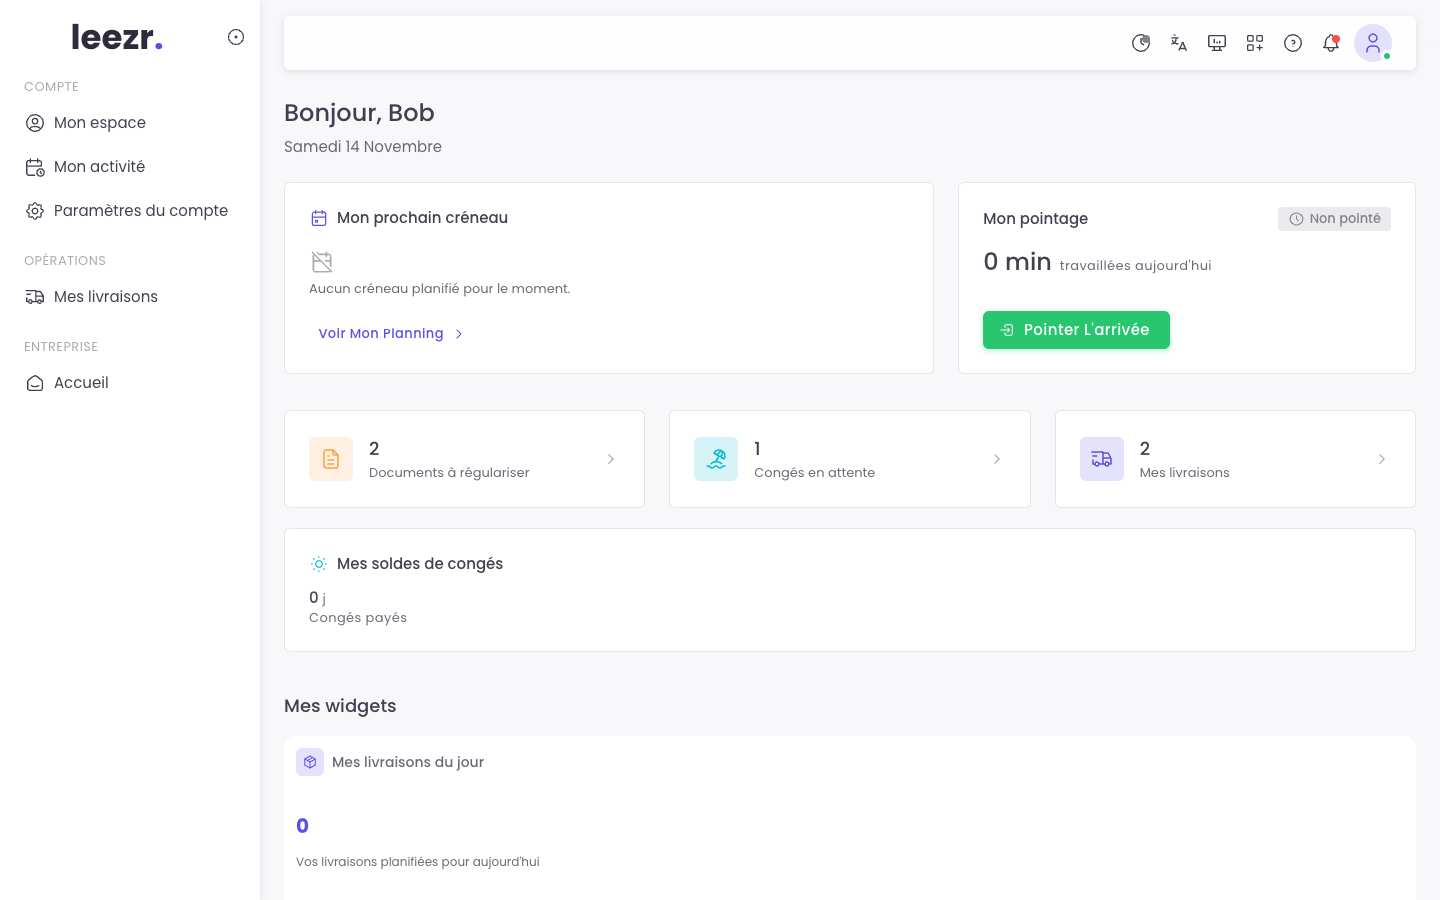 leezr.
COMPTE
Mon espace
Mon activité
Paramètres du compte
OPÉRATIONS
Mes livraisons
ENTREPRISE
Accueil
Bonjour, Bob
Samedi 14 Novembre
Mon prochain créneau
Aucun créneau planifié pour le moment.
Voir Mon Planning
Mon pointage
Non pointé
0 min travaillées aujourd'hui
Pointer L'arrivée
2
Documents à régulariser
1
Congés en attente
2
Mes livraisons
Mes soldes de congés
0 j
Congés payés
Mes widgets
Mes livraisons du jour
0
Vos livraisons planifiées pour aujourd'hui